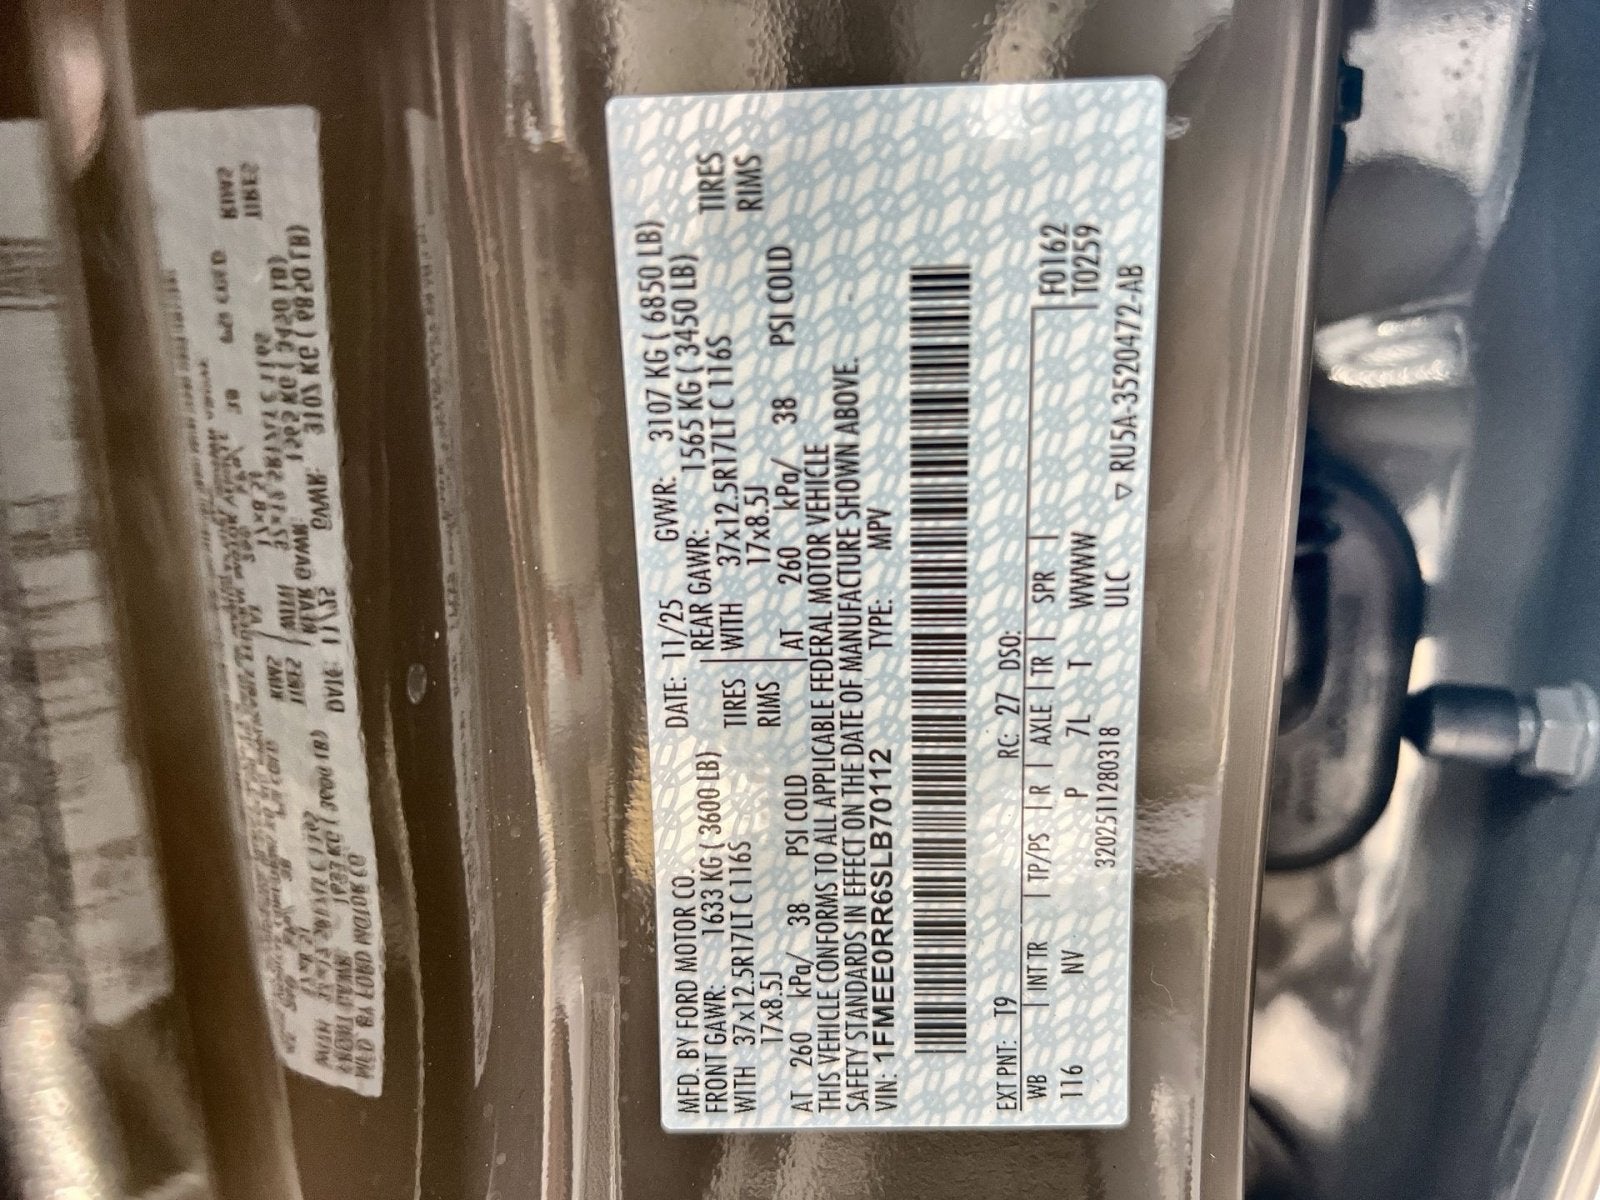 MFD. BY FORD MOTOR CO. DATE: 11/25 GVWR: 3107 KG ( 6850 LB)
FRONT GAWR: 1633 KG ( 3600 LB) REAR GAWR: 1565 KG ( 3450 LB)
WITH 37x12.5R17LT C 116S TIRES WITH 37x12.5R17LT C 116S TIRES
17x8.5J RIMS 17x8.5J RIMS
AT 260 kPa/ 38 PSI COLD AT 260 kPa/ 38 PSI COLD
THIS VEHICLE CONFORMS TO ALL APPLICABLE FEDERAL MOTOR VEHICLE
SAFETY STANDARDS IN EFFECT ON THE DATE OF MANUFACTURE SHOWN ABOVE.
VIN: 1FMEE0RR6SLB70112 TYPE: MPV
EXT PNT: T9 RC: 27 DSO: F0162
WB INT TR TP/PS R AXLE TR SPR T0259
116 NV P 7L T WWWW
3202511280318 ULC ▽ RU5A-3520472-AB